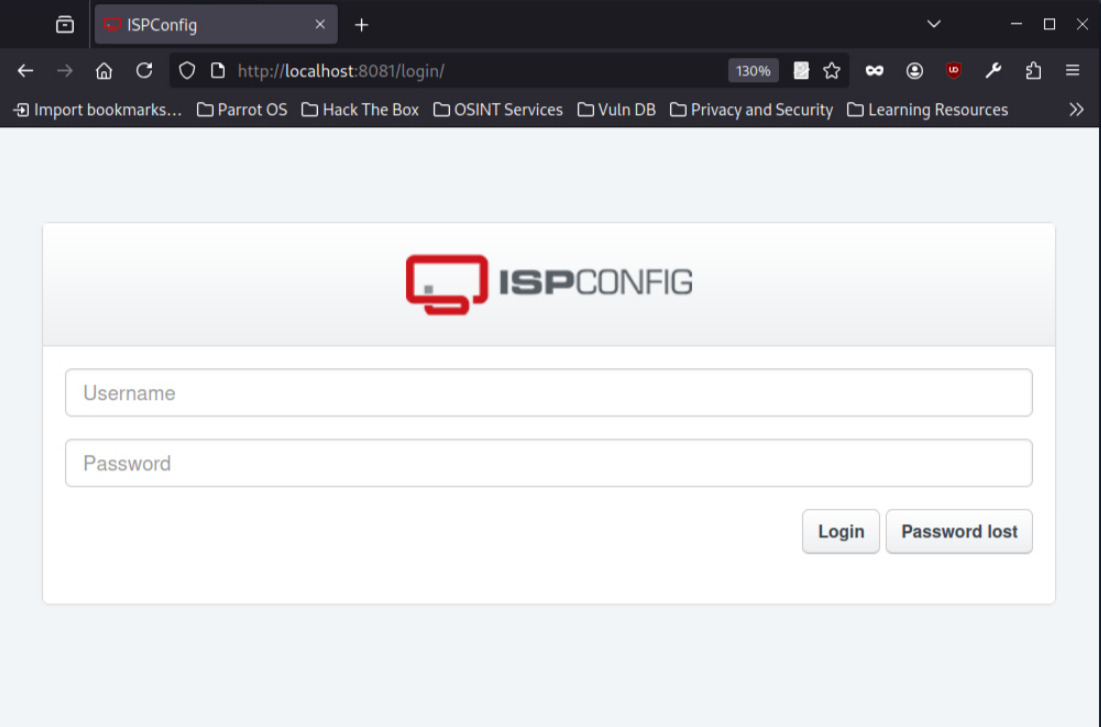 ISPConfig
http://localhost:8081/login/
130%
Import bookmarks... Parrot OS Hack The Box OSINT Services Vuln DB Privacy and Security Learning Resources
ISPCONFIG
Username
Password
Login Password lost